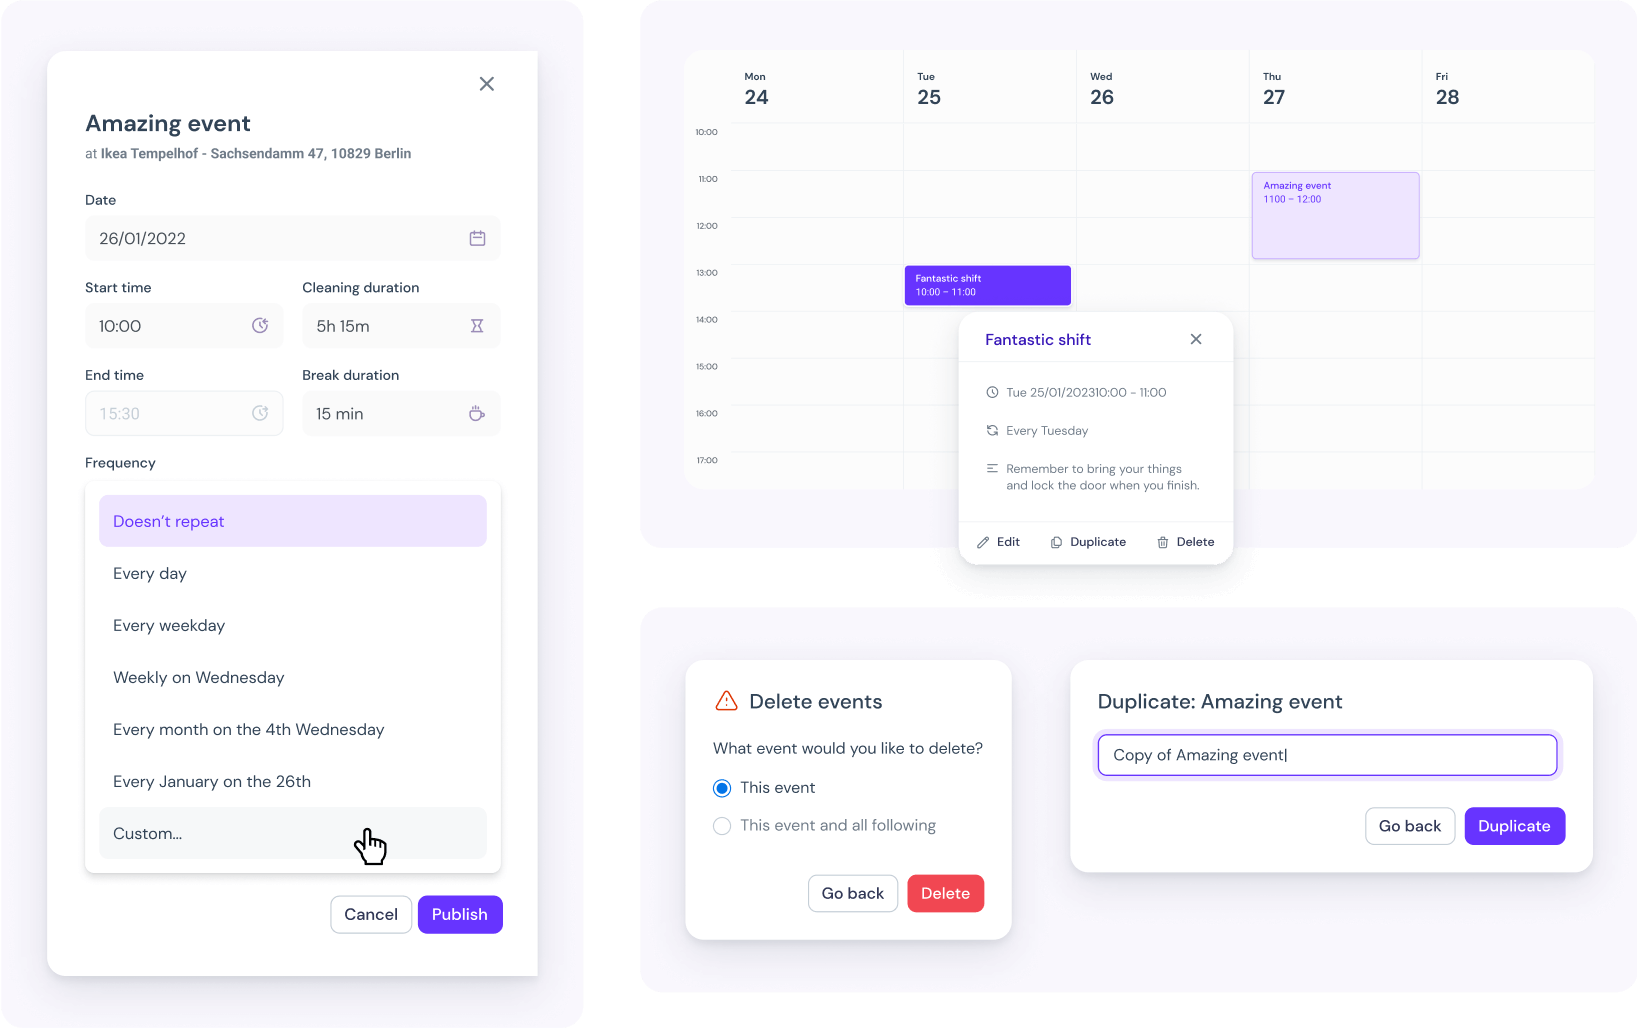 Amazing event
at Ikea Tempelhof - Sachsendamm 47, 10829 Berlin
Date
26/01/2022
Start time
Cleaning duration
10:00
5h 15m
End time
Break duration
15:30
15 min
Frequency
Doesn't repeat
Every day
Every weekday
Weekly on Wednesday
Every month on the 4th Wednesday
Every January on the 26th
Custom...
Cancel
Publish
Mon
24
Tue
25
Wed
26
Thu
27
Fri
28
10:00
11:00
12:00
13:00
14:00
15:00
16:00
17:00
Amazing event
1100 – 12:00
Fantastic shift
10:00 – 11:00
Fantastic shift
Tue 25/01/202310:00 - 11:00
Every Tuesday
Remember to bring your things
and lock the door when you finish.
Edit
Duplicate
Delete
Delete events
What event would you like to delete?
This event
This event and all following
Go back
Delete
Duplicate: Amazing event
Copy of Amazing event
Go back
Duplicate